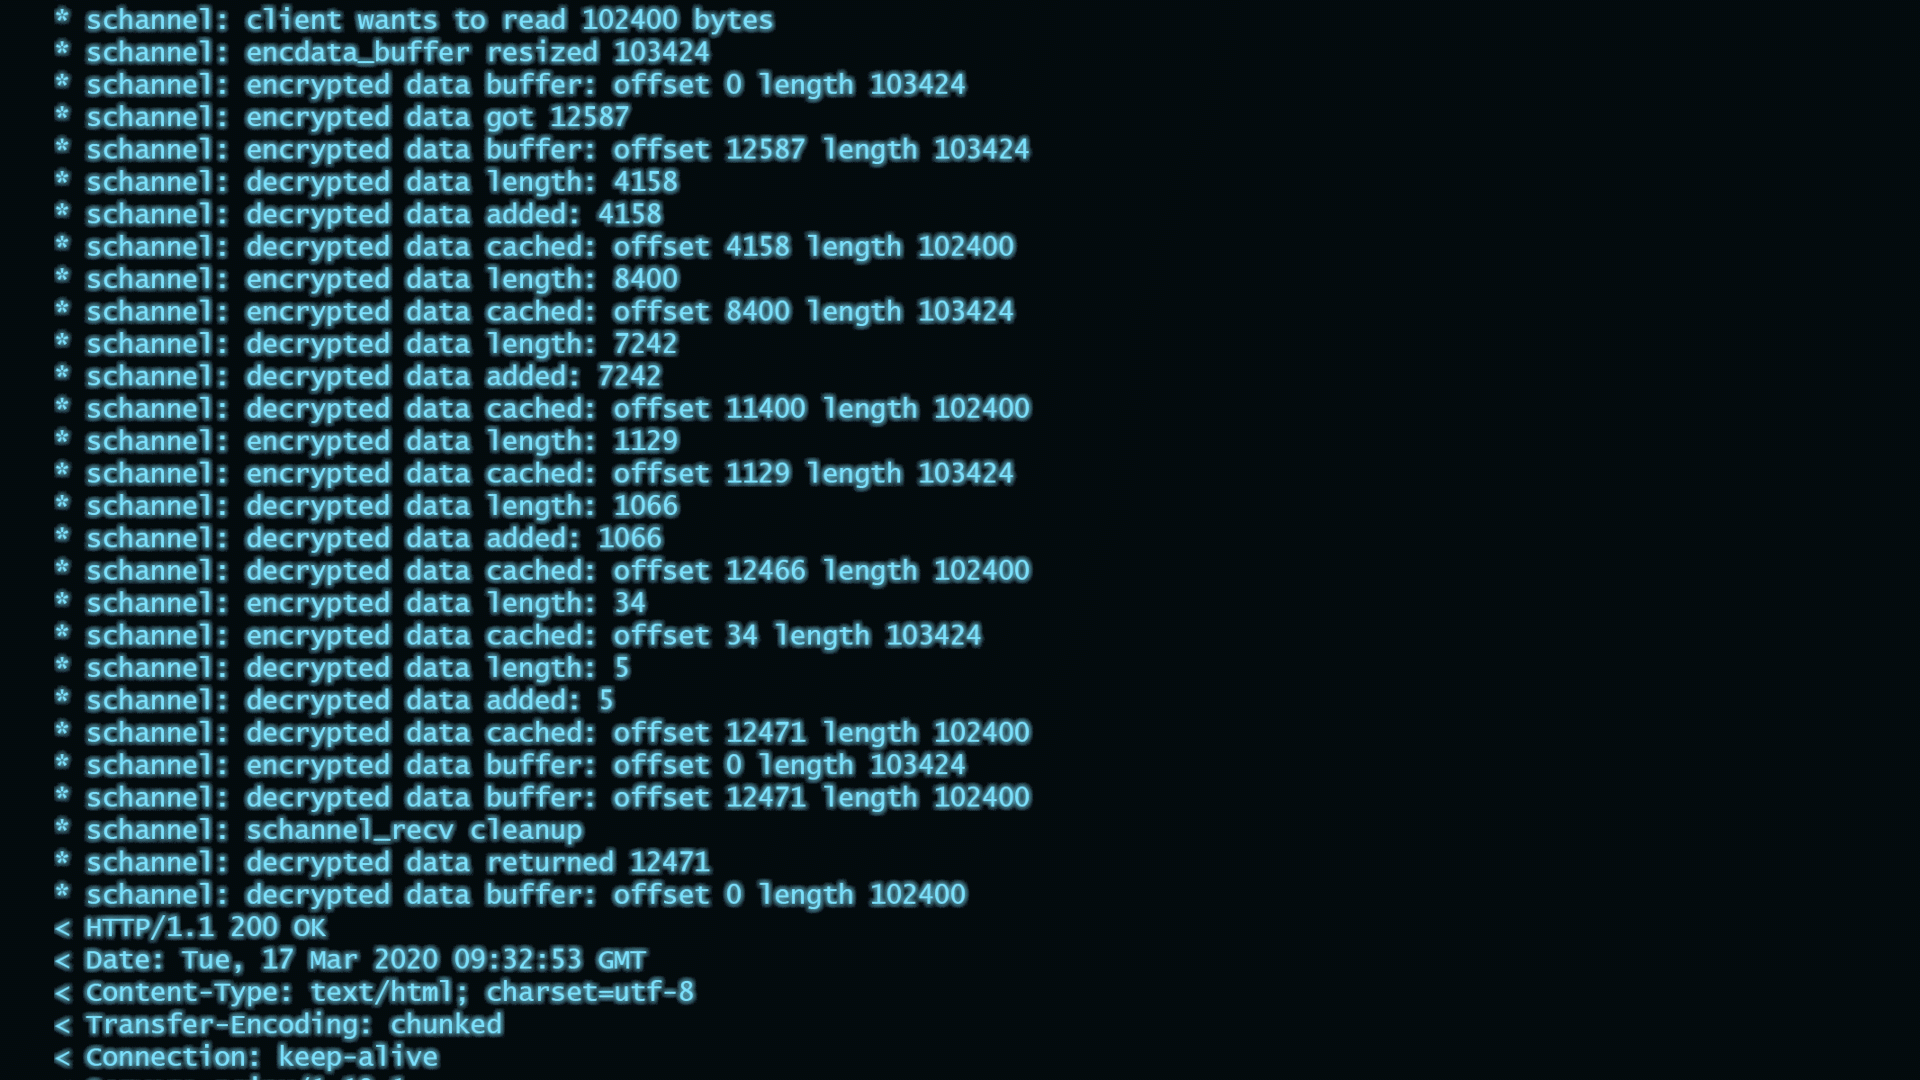 * schannel: client wants to read 102400 bytes
* schannel: encdata_buffer resized 103424
* schannel: encrypted data buffer: offset 0 length 103424
* schannel: encrypted data got 12587
* schannel: encrypted data buffer: offset 12587 length 103424
* schannel: decrypted data length: 4158
* schannel: decrypted data added: 4158
* schannel: decrypted data cached: offset 4158 length 102400
* schannel: encrypted data length: 8400
* schannel: encrypted data cached: offset 8400 length 103424
* schannel: decrypted data length: 7242
* schannel: decrypted data added: 7242
* schannel: decrypted data cached: offset 11400 length 102400
* schannel: encrypted data length: 1129
* schannel: encrypted data cached: offset 1129 length 103424
* schannel: decrypted data length: 1066
* schannel: decrypted data added: 1066
* schannel: decrypted data cached: offset 12466 length 102400
* schannel: encrypted data length: 34
* schannel: encrypted data cached: offset 34 length 103424
* schannel: decrypted data length: 5
* schannel: decrypted data added: 5
* schannel: decrypted data cached: offset 12471 length 102400
* schannel: encrypted data buffer: offset 0 length 103424
* schannel: decrypted data buffer: offset 12471 length 102400
* schannel: schannel_recv cleanup
* schannel: decrypted data returned 12471
* schannel: decrypted data buffer: offset 0 length 102400
< HTTP/1.1 200 OK
< Date: Tue, 17 Mar 2020 09:32:53 GMT
< Content-Type: text/html; charset=utf-8
< Transfer-Encoding: chunked
< Connection: keep-alive